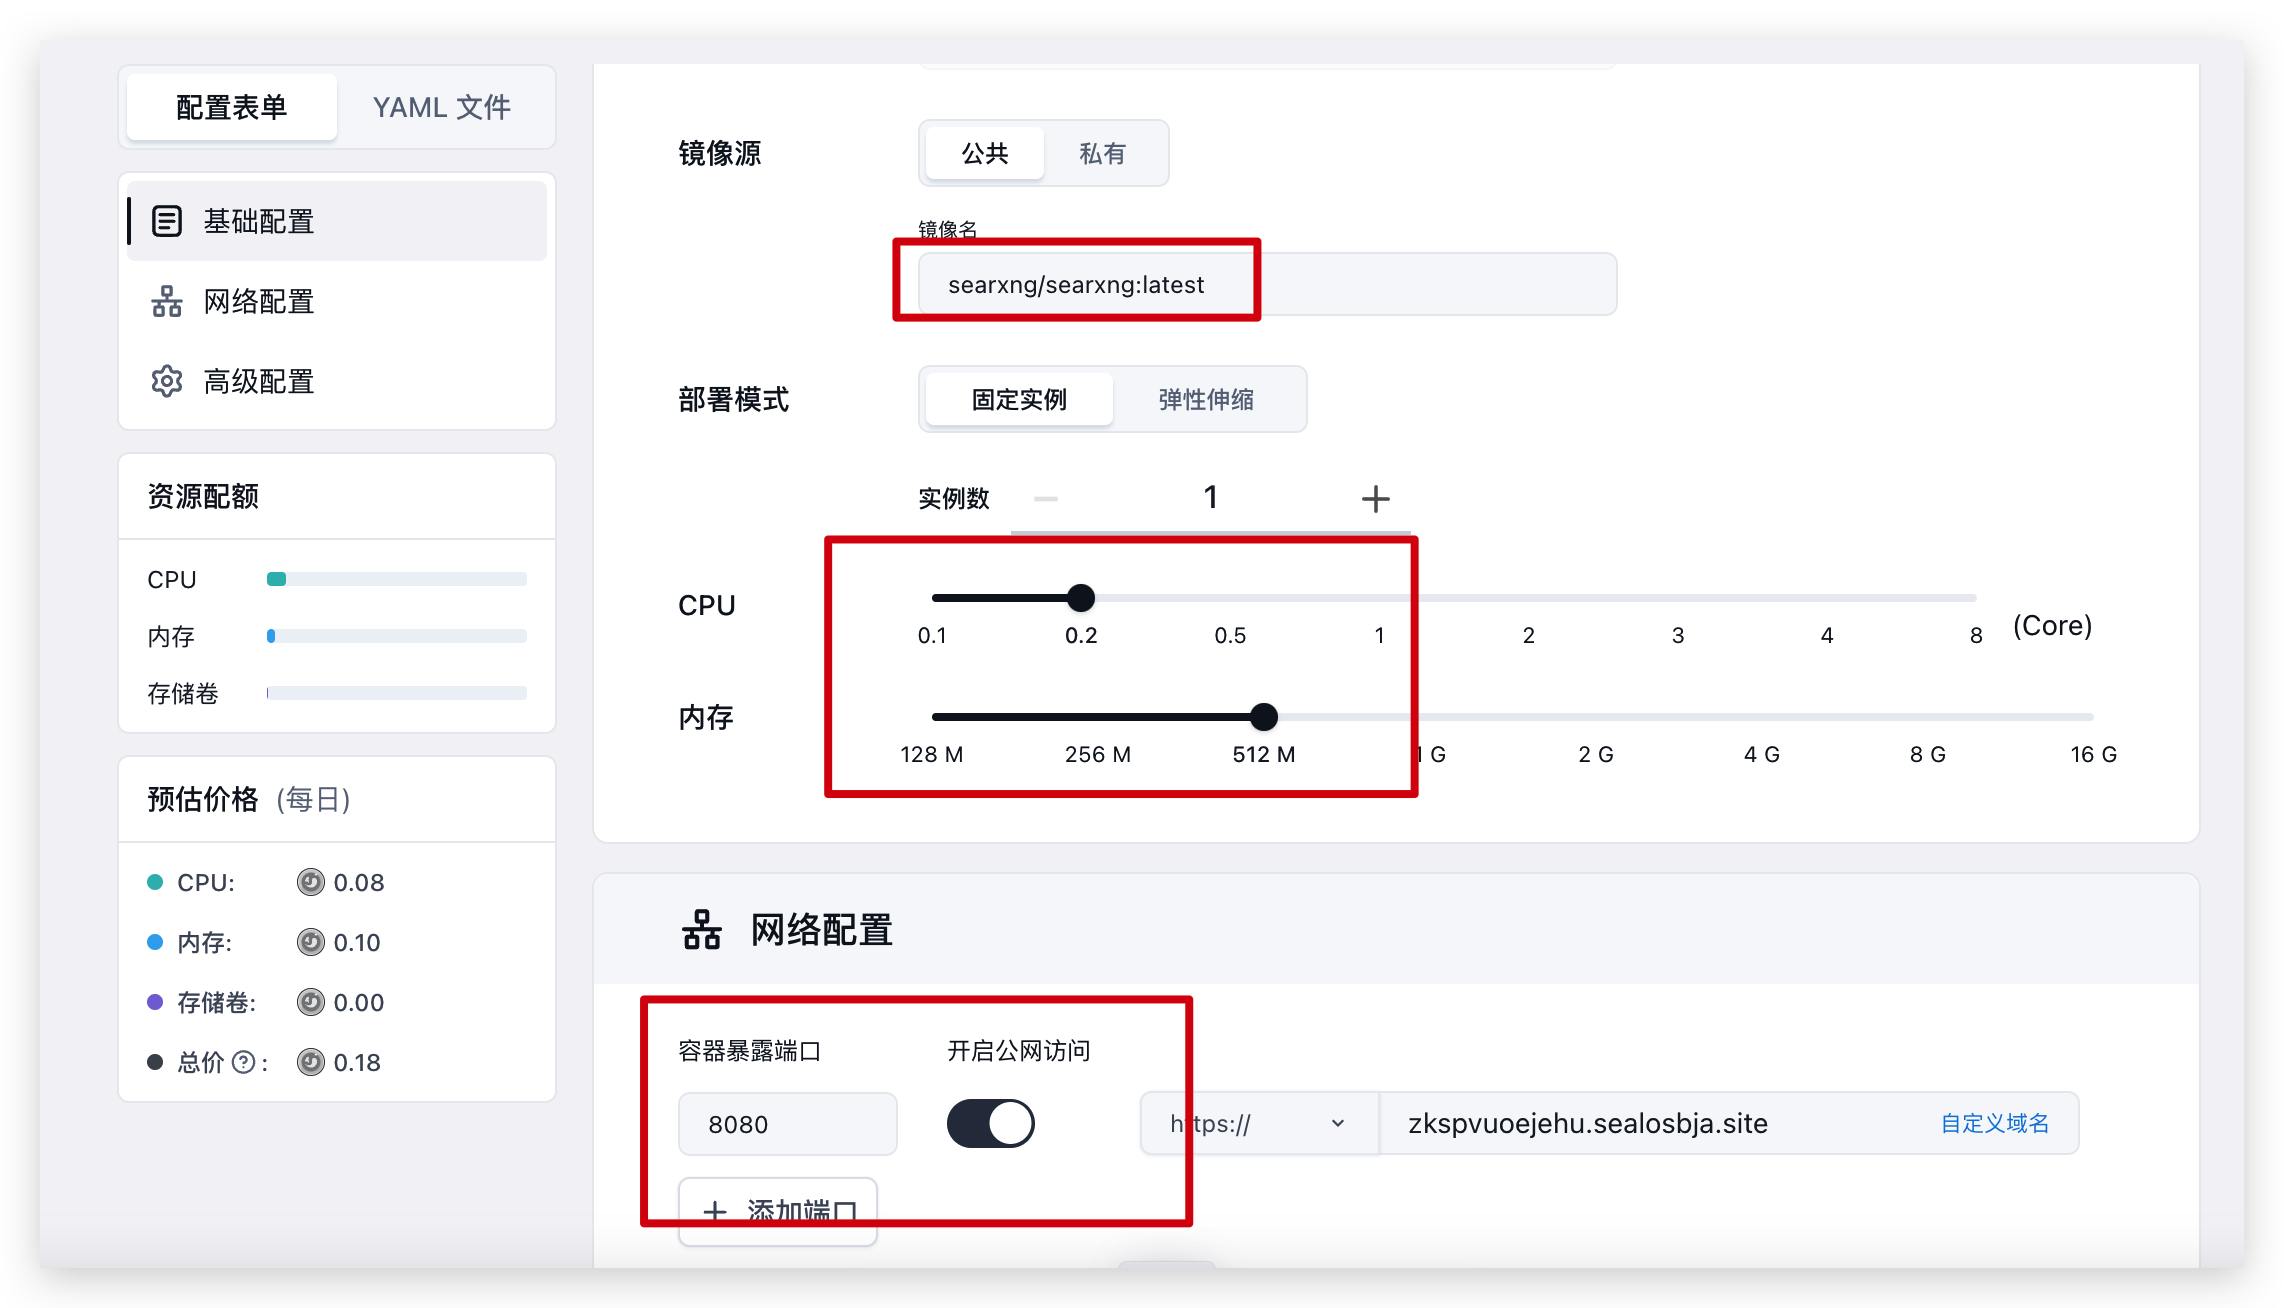 配置表单 YAML 文件
基础配置
网络配置
高级配置
资源配额
CPU
内存
存储卷
预估价格 (每日)
CPU: 0.08
内存: 0.10
存储卷: 0.00
总价 ? : 0.18
镜像源 公共 私有
镜像名
searxng/searxng:latest
部署模式 固定实例 弹性伸缩
实例数 1
CPU
0.1 0.2 0.5 1 2 3 4 8 (Core)
内存
128 M 256 M 512 M 1 G 2 G 4 G 8 G 16 G
网络配置
容器暴露端口 开启公网访问
8080 https:// zkspvuoejehu.sealosbja.site 自定义域名
添加端口